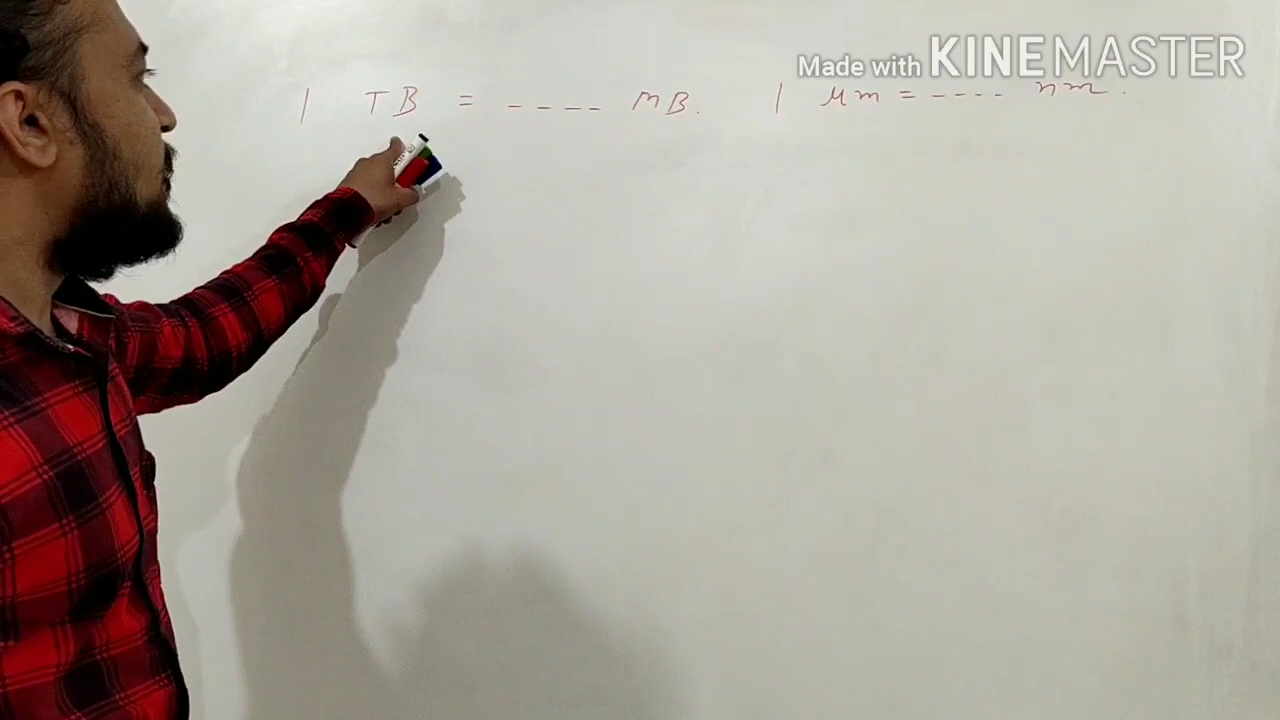 Made with KINEMASTER
1 TB = ---- MB. 1 μm = ---- nm.